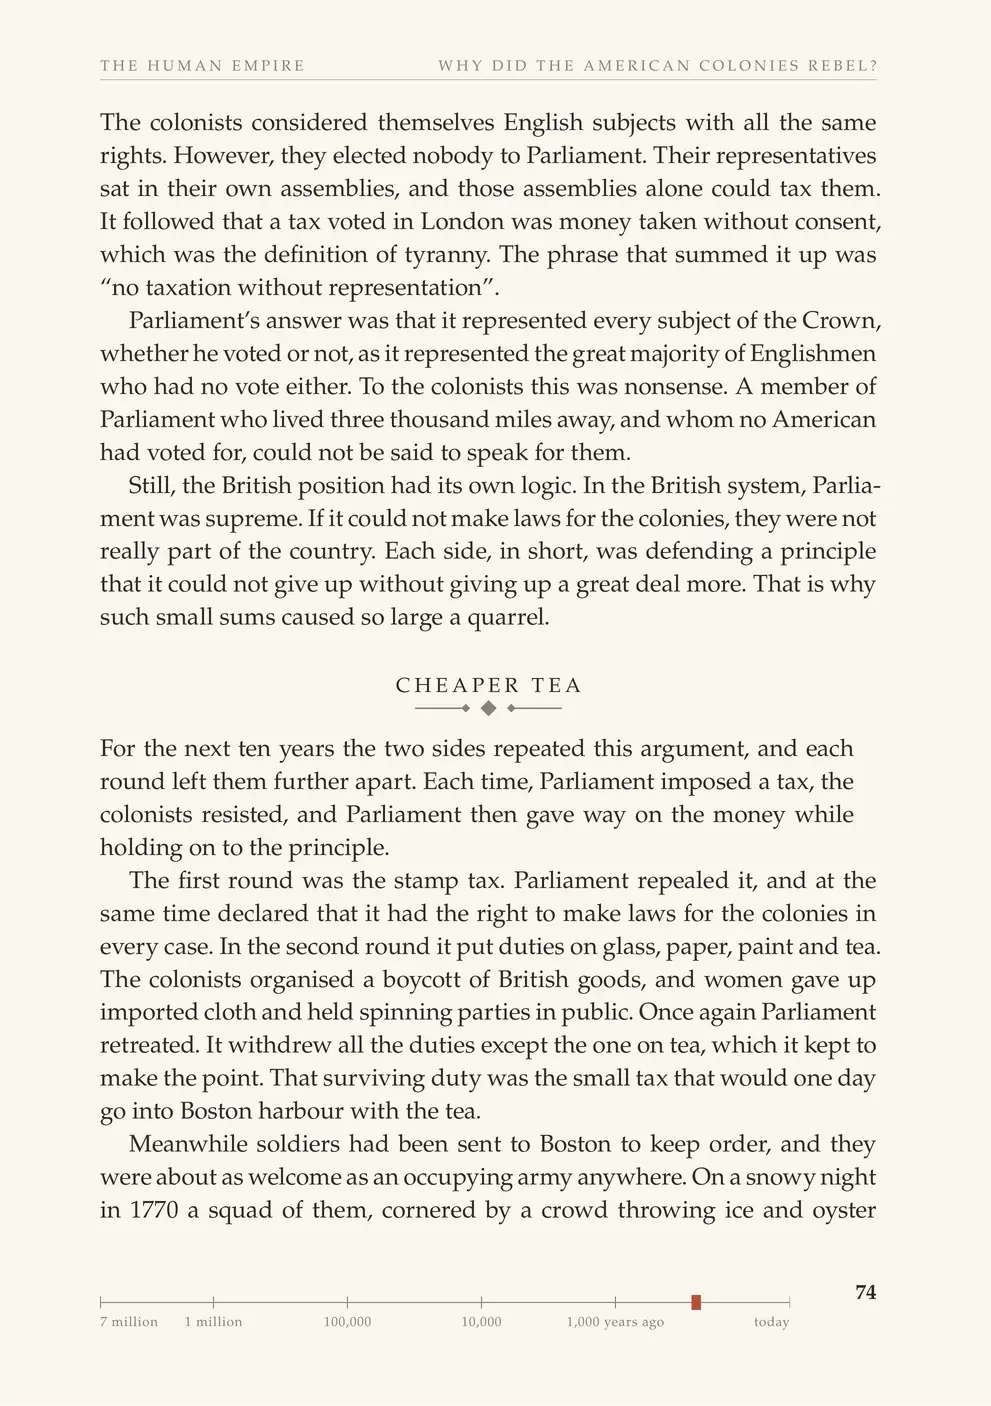 THE HUMAN EMPIRE
WHY DID THE AMERICAN COLONIES REBEL?
The colonists considered themselves English subjects with all the same
rights. However, they elected nobody to Parliament. Their representatives
sat in their own assemblies, and those assemblies alone could tax them.
It followed that a tax voted in London was money taken without consent,
which was the definition of tyranny. The phrase that summed it up was
“no taxation without representation”.
Parliament’s answer was that it represented every subject of the Crown,
whether he voted or not, as it represented the great majority of Englishmen
who had no vote either. To the colonists this was nonsense. A member of
Parliament who lived three thousand miles away, and whom no American
had voted for, could not be said to speak for them.
Still, the British position had its own logic. In the British system, Parlia-
ment was supreme. If it could not make laws for the colonies, they were not
really part of the country. Each side, in short, was defending a principle
that it could not give up without giving up a great deal more. That is why
such small sums caused so large a quarrel.
CHEAPER TEA
For the next ten years the two sides repeated this argument, and each
round left them further apart. Each time, Parliament imposed a tax, the
colonists resisted, and Parliament then gave way on the money while
holding on to the principle.
The first round was the stamp tax. Parliament repealed it, and at the
same time declared that it had the right to make laws for the colonies in
every case. In the second round it put duties on glass, paper, paint and tea.
The colonists organised a boycott of British goods, and women gave up
imported cloth and held spinning parties in public. Once again Parliament
retreated. It withdrew all the duties except the one on tea, which it kept to
make the point. That surviving duty was the small tax that would one day
go into Boston harbour with the tea.
Meanwhile soldiers had been sent to Boston to keep order, and they
were about as welcome as an occupying army anywhere. On a snowy night
in 1770 a squad of them, cornered by a crowd throwing ice and oyster
74
7 million 1 million 100,000 10,000 1,000 years ago today